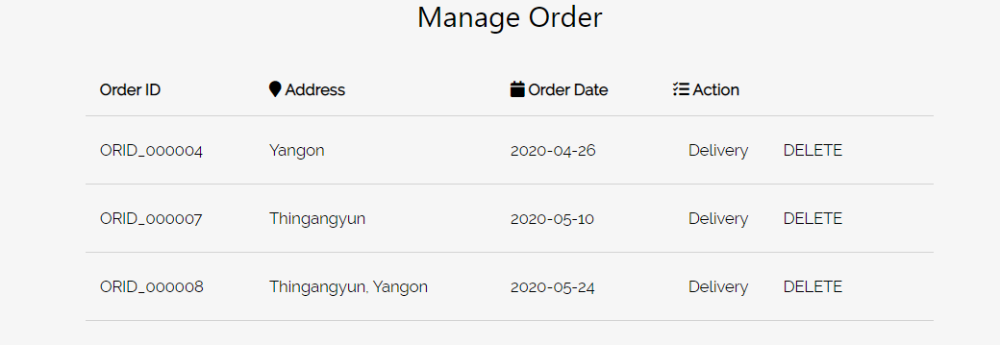 Manage Order
Order ID Address Order Date Action
ORID_000004 Yangon 2020-04-26 Delivery DELETE
ORID_000007 Thingangyun 2020-05-10 Delivery DELETE
ORID_000008 Thingangyun, Yangon 2020-05-24 Delivery DELETE